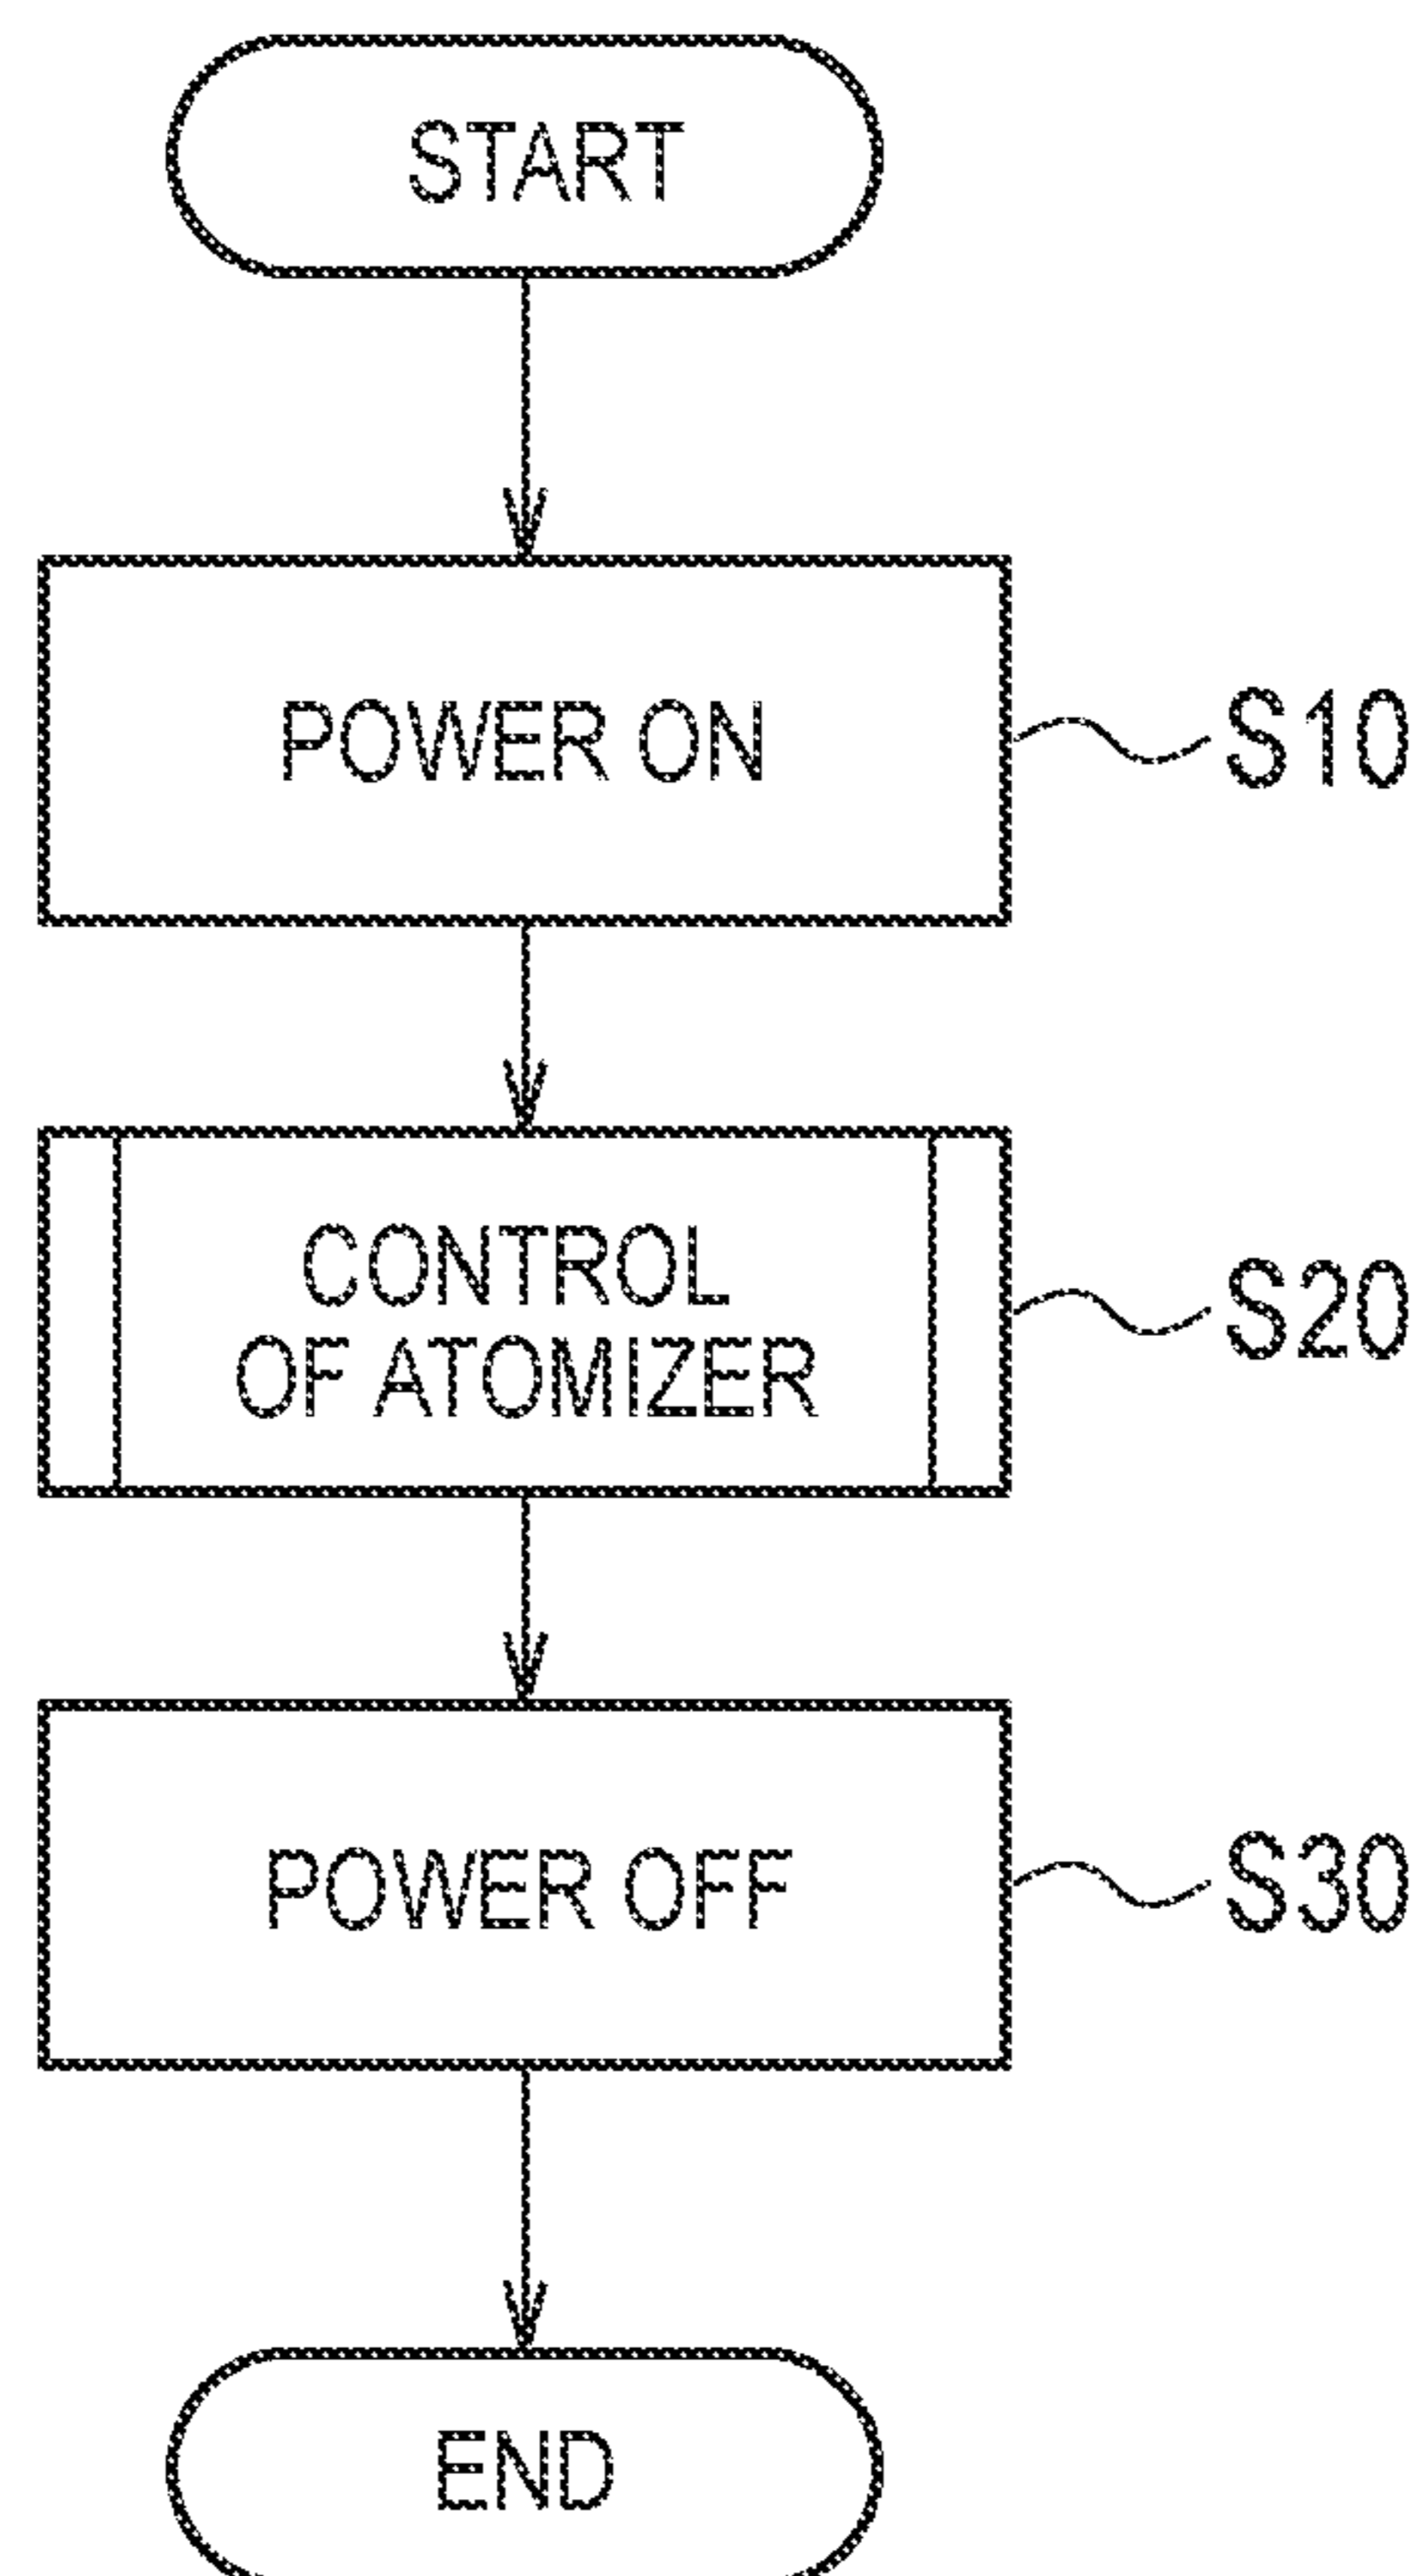 START
POWER ON
S10
CONTROL
OF ATOMIZER
S20
POWER OFF
S30
END